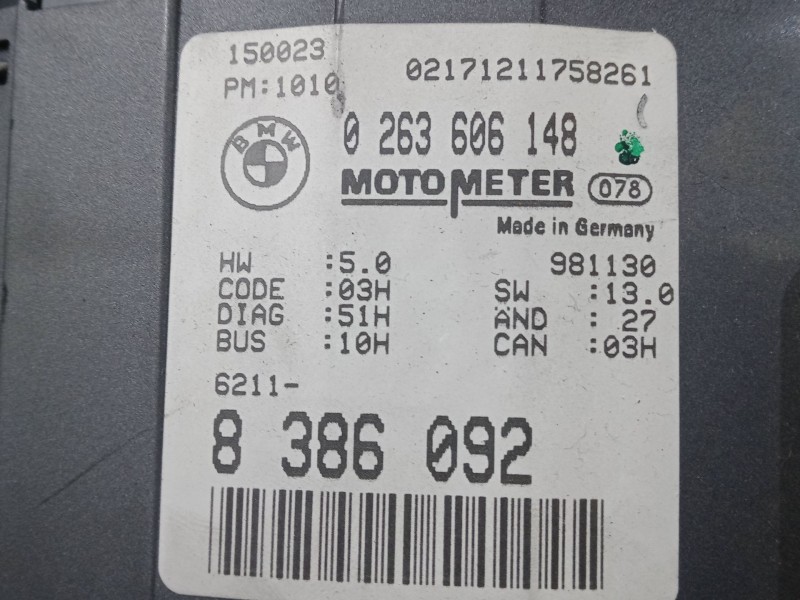 150023
02171211758261
PM:1010
BMW
0 263 606 148
MOTOMETER 078
Made in Germany
HW :5.0 981130
CODE :03H SW :13.0
DIAG :51H AND : 27
BUS :10H CAN :03H
6211-
8 386 092